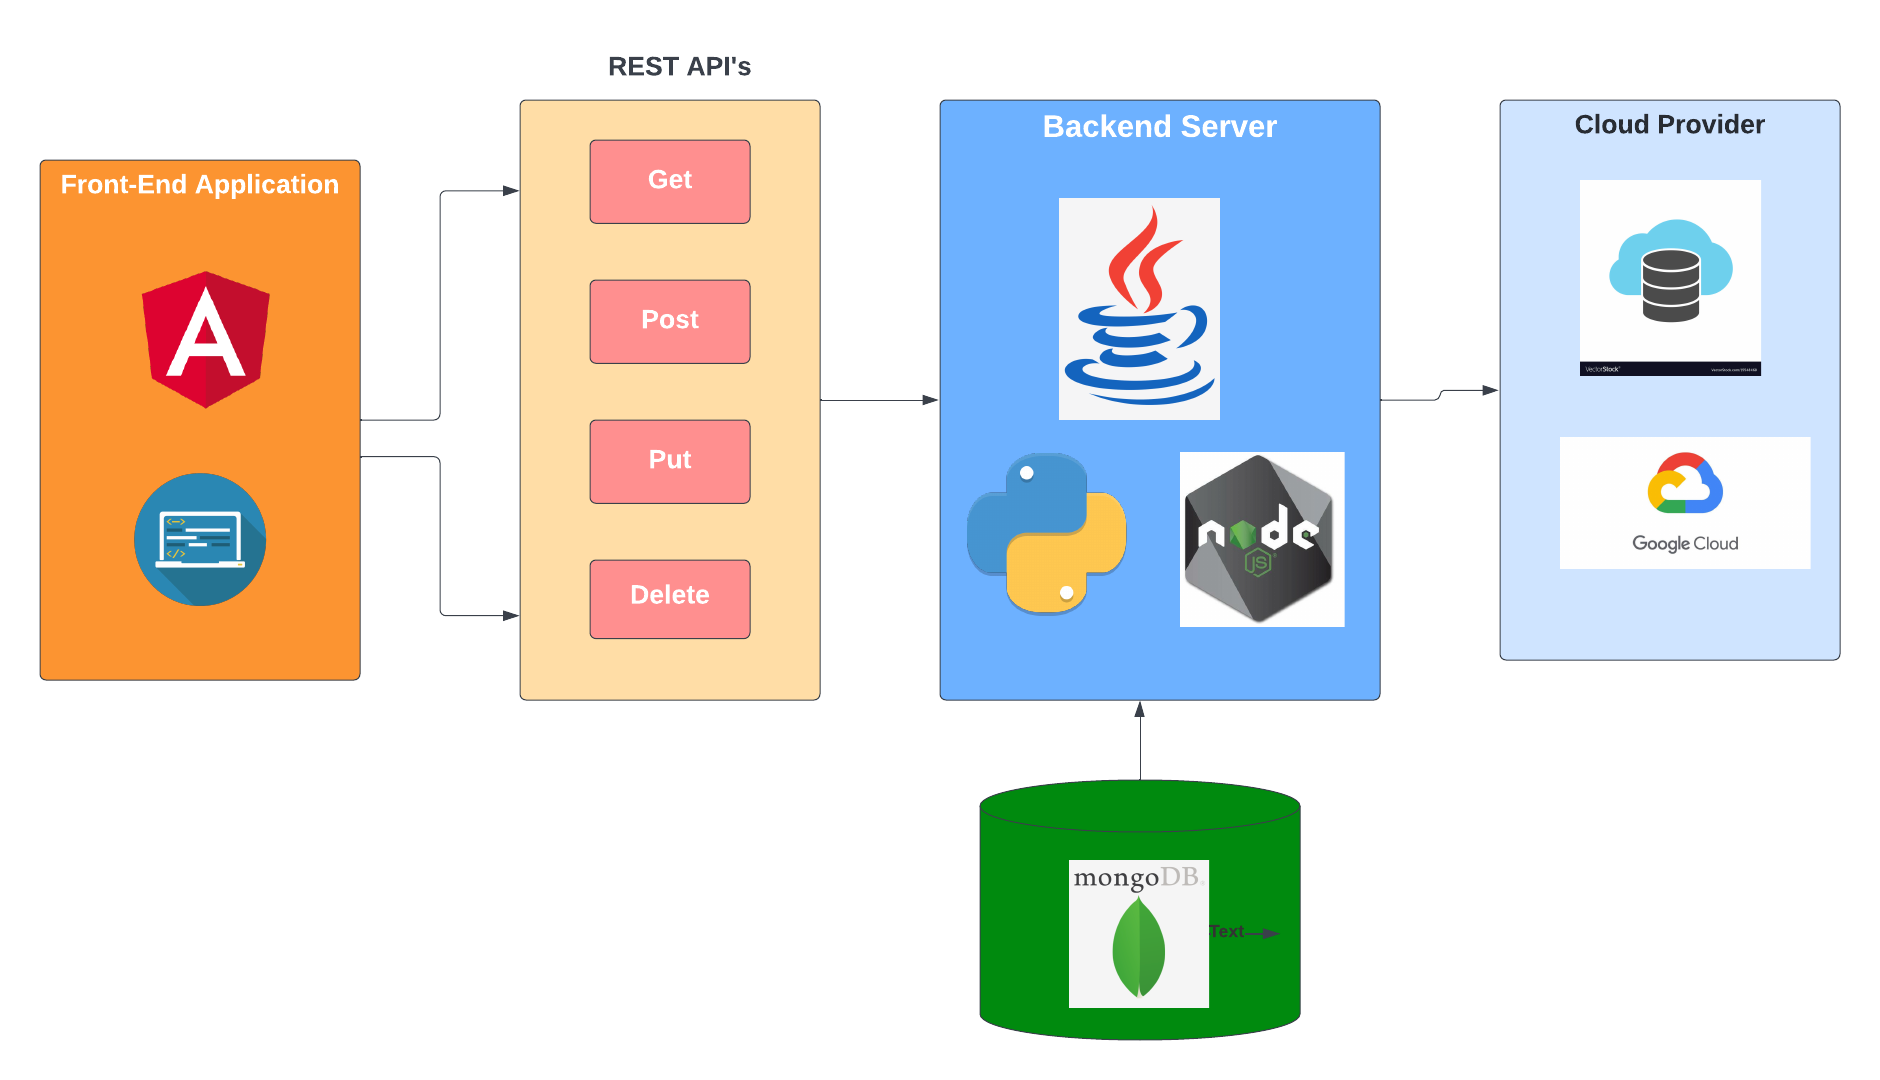 REST API's
Front-End Application
Get
Post
Put
Delete
Backend Server
node
JS
Cloud Provider
VectorStock
Google Cloud
mongoDB
Text